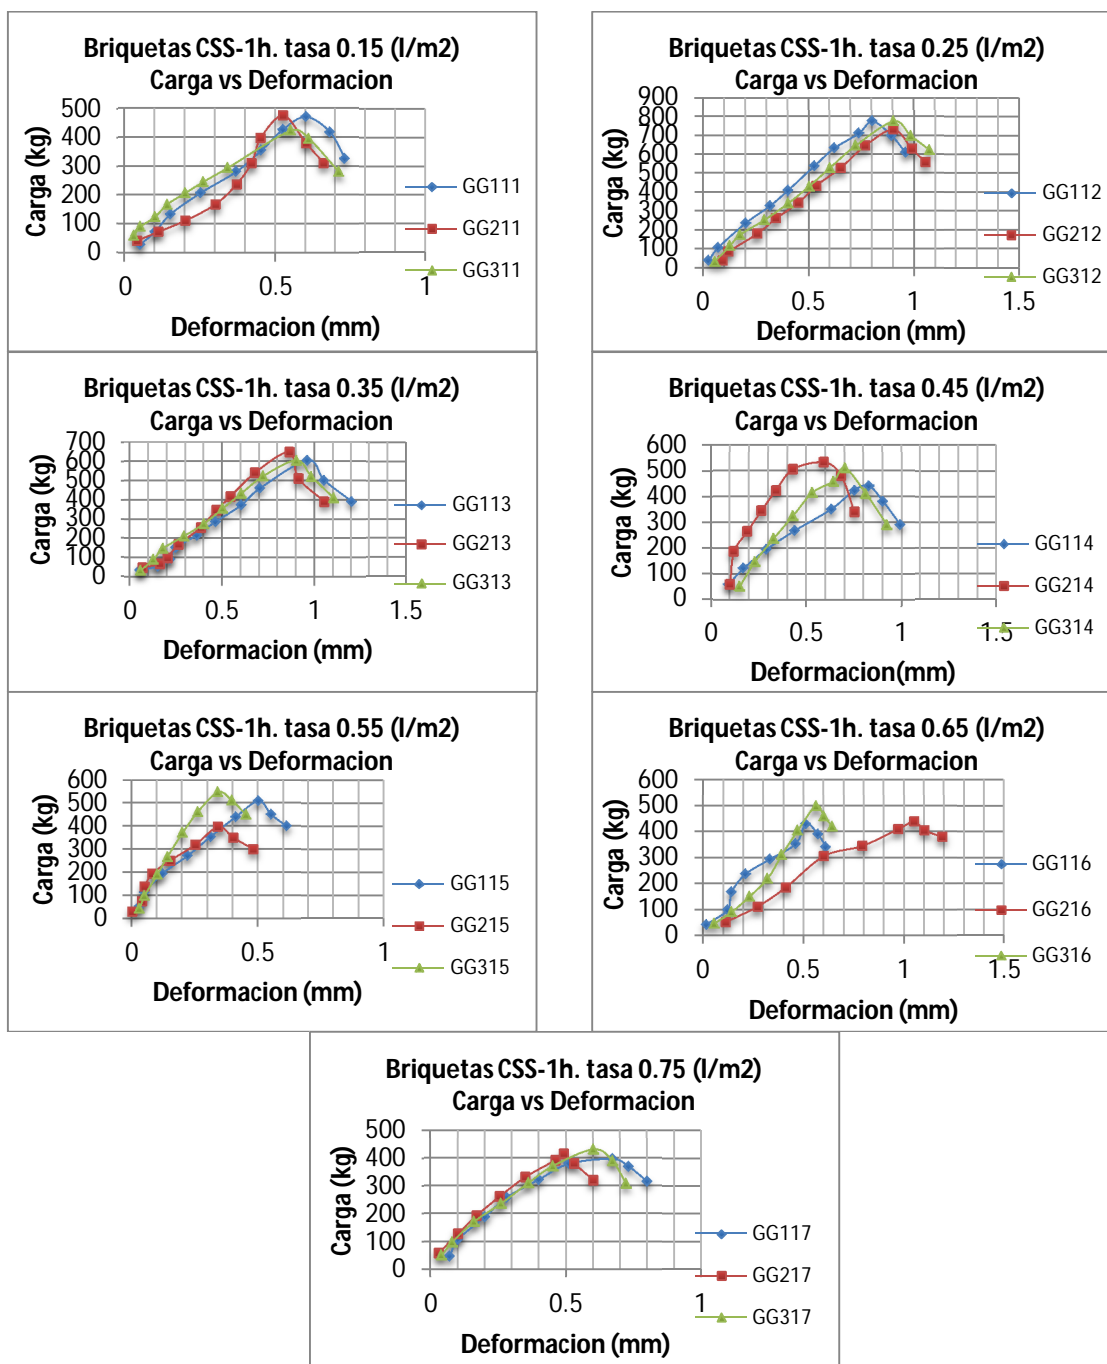 Briquetas CSS-1h. tasa 0.15 (l/m2)
Carga vs Deformacion
500
400
300
200
100
0
0
0.5
1
Carga (kg)
Deformacion (mm)
GG111
GG211
GG311
Briquetas CSS-1h. tasa 0.25 (l/m2)
Carga vs Deformacion
900
800
700
600
500
400
300
200
100
0
0
0.5
1
1.5
Carga (kg)
Deformacion (mm)
GG112
GG212
GG312
Briquetas CSS-1h. tasa 0.35 (l/m2)
Carga vs Deformacion
700
600
500
400
300
200
100
0
0
0.5
1
1.5
Carga (kg)
Deformacion (mm)
GG113
GG213
GG313
Briquetas CSS-1h. tasa 0.45 (l/m2)
Carga vs Deformacion
600
500
400
300
200
100
0
0
0.5
1
1.5
Carga (kg)
Deformacion(mm)
GG114
GG214
GG314
Briquetas CSS-1h. tasa 0.55 (l/m2)
Carga vs Deformacion
600
500
400
300
200
100
0
0
0.5
1
Carga (kg)
Deformacion (mm)
GG115
GG215
GG315
Briquetas CSS-1h. tasa 0.65 (l/m2)
Carga vs Deformacion
600
500
400
300
200
100
0
0
0.5
1
1.5
Carga (kg)
Deformacion (mm)
GG116
GG216
GG316
Briquetas CSS-1h. tasa 0.75 (l/m2)
Carga vs Deformacion
500
400
300
200
100
0
0
0.5
1
Carga (kg)
Deformacion (mm)
GG117
GG217
GG317